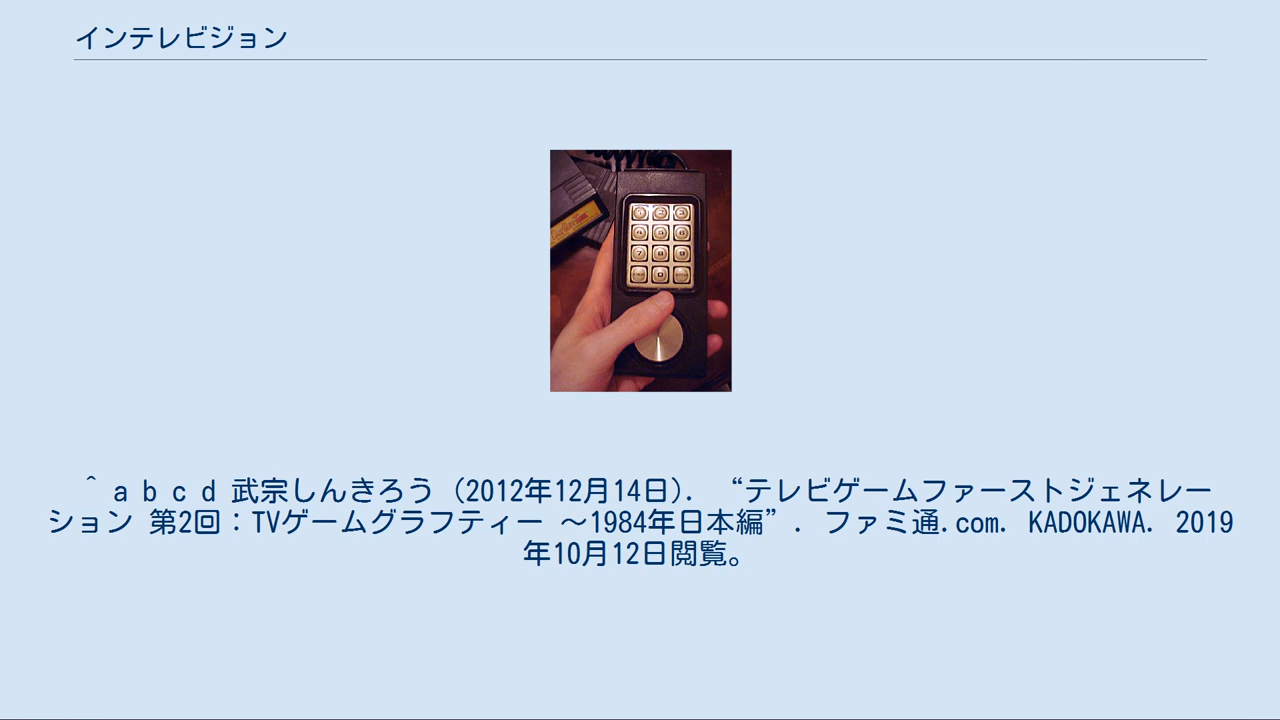 インテレビジョン
^ a b c d 武宗しんきろう (2012年12月14日). “テレビゲームファーストジェネレー
ション 第2回：TVゲームグラフティー 〜1984年日本編”. ファミ通.com. KADOKAWA. 2019
年10月12日閲覧。